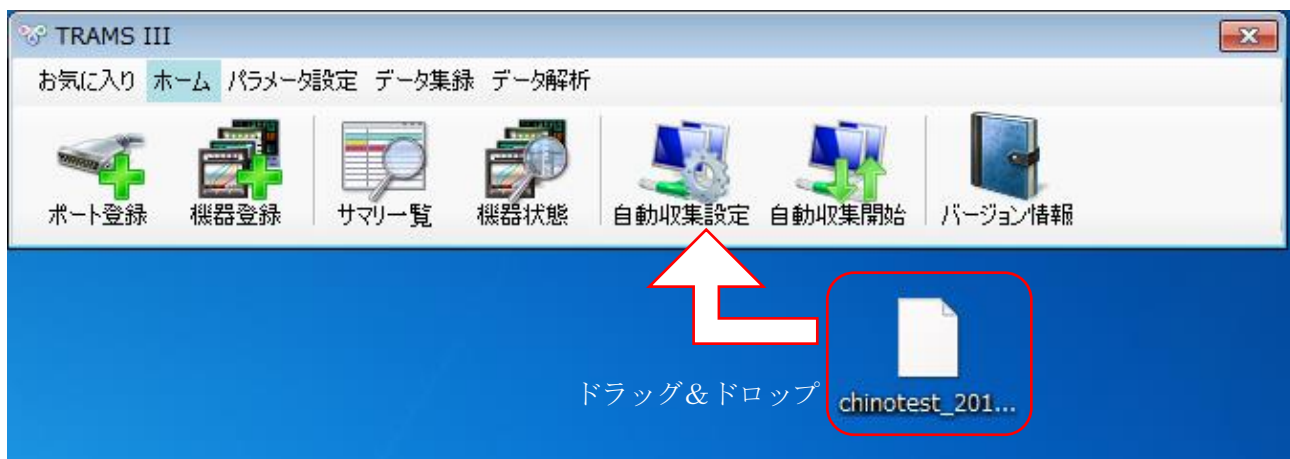 TRAMS III
お気に入り ホーム パラメータ設定 データ集録 データ解析
ポート登録 機器登録 サマリ一覧 機器状態 自動収集設定 自動収集開始 バージョン情報
ドラッグ＆ドロップ
chinotest_201...